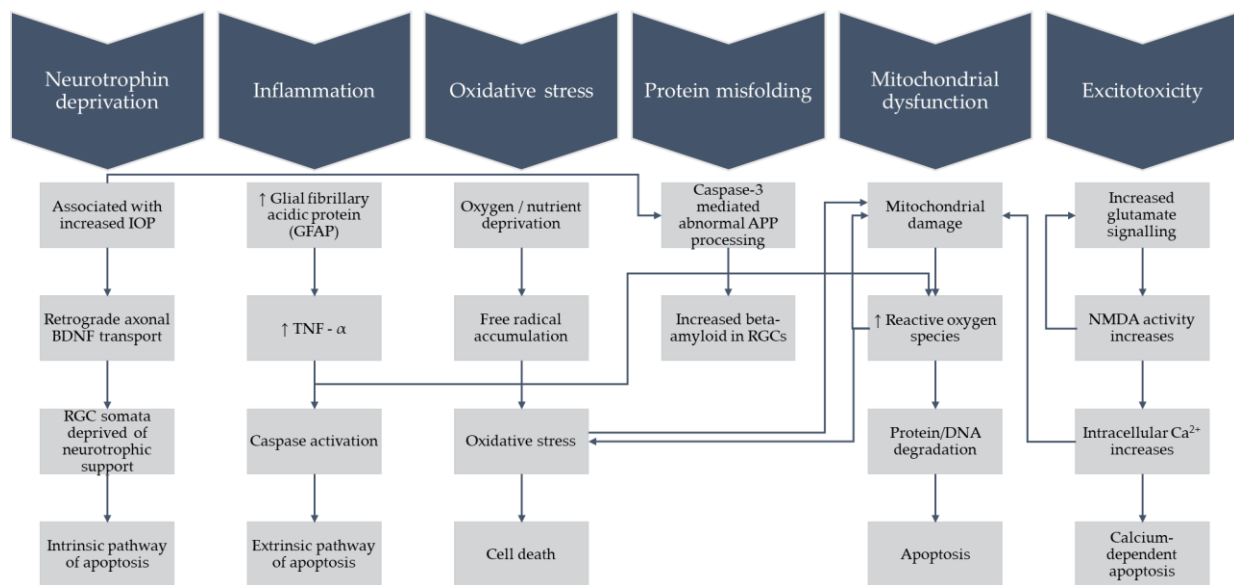 Neurotrophin
deprivation
Inflammation
Oxidative stress
Protein misfolding
Mitochondrial
dysfunction
Excitotoxicity
Associated with
increased IOP
↑ Glial fibrillary
acidic protein
(GFAP)
Oxygen / nutrient
deprivation
Caspase-3
mediated
abnormal APP
processing
Mitochondrial
damage
Increased
glutamate
signalling
Retrograde axonal
BDNF transport
↑ TNF - α
Free radical
accumulation
Increased beta-
amyloid in RGCs
↑ Reactive oxygen
species
NMDA activity
increases
RGC somata
deprived of
neurotrophic
support
Caspase activation
Oxidative stress
Protein/DNA
degradation
Intracellular Ca²⁺
increases
Intrinsic pathway
of apoptosis
Extrinsic pathway
of apoptosis
Cell death
Apoptosis
Calcium-
dependent
apoptosis